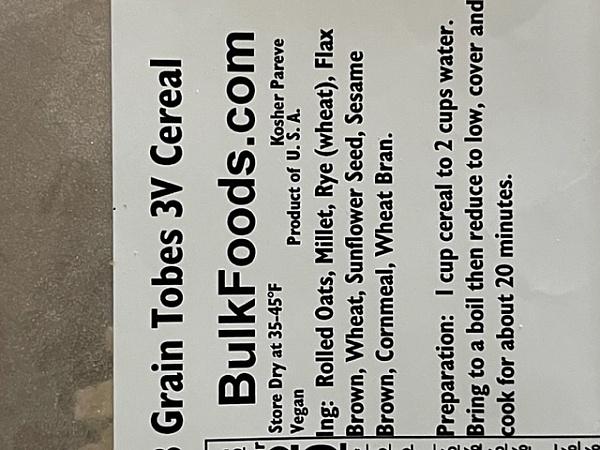 Grain Tobes 3V Cereal
BulkFoods.com
Store Dry at 35-45°F Kosher Pareve
Vegan Product of U. S. A.
Ing: Rolled Oats, Millet, Rye (wheat), Flax
Brown, Wheat, Sunflower Seed, Sesame
Brown, Cornmeal, Wheat Bran.
Preparation: 1 cup cereal to 2 cups water.
Bring to a boil then reduce to low, cover and
cook for about 20 minutes.